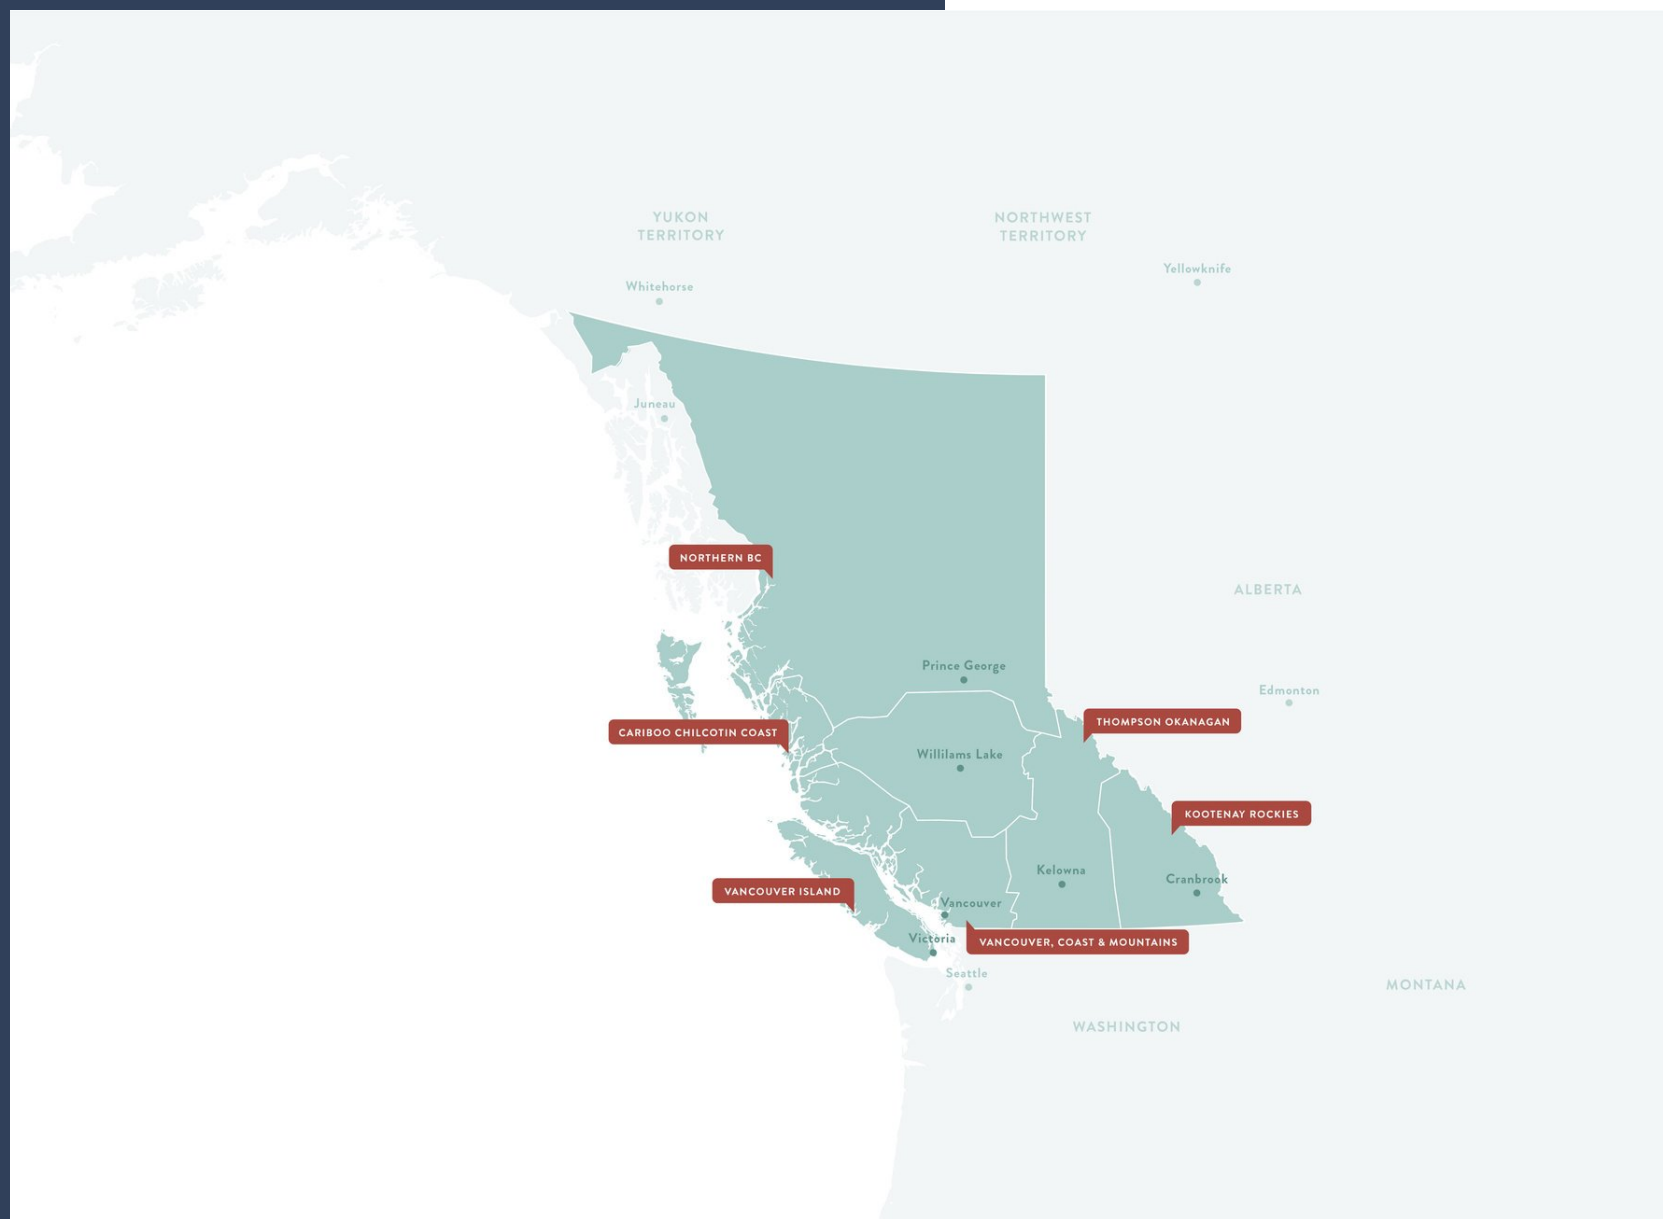 YUKON
TERRITORY
NORTHWEST
TERRITORY
Yellowknife
Whitehorse
Juneau
NORTHERN BC
ALBERTA
Prince George
Edmonton
THOMPSON OKANAGAN
CARIBOO CHILCOTIN COAST
Willilams Lake
KOOTENAY ROCKIES
Kelowna
Cranbrook
VANCOUVER ISLAND
Vancouver
Victoria
VANCOUVER, COAST & MOUNTAINS
Seattle
MONTANA
WASHINGTON